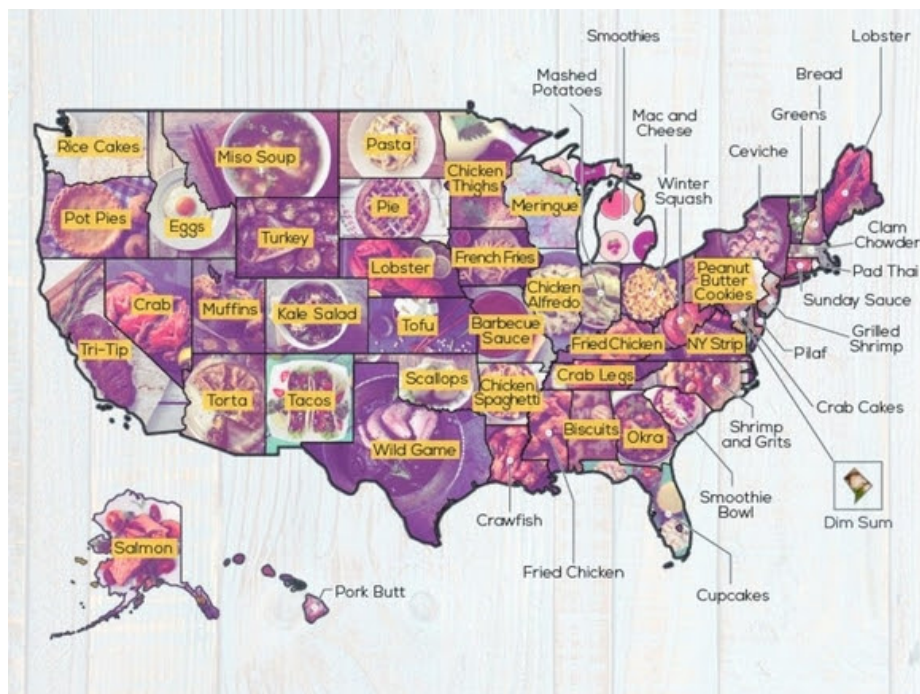 Smoothies
Lobster
Mashed
Potatoes
Bread
Mac and
Cheese
Greens
Ceviche
Winter
Squash
Rice Cakes
Miso Soup
Pasta
Chicken
Thighs
Meringue
Pot Pies
Eggs
Pie
Turkey
Lobster
French Fries
Peanut
Butter
Cookies
Clam
Chowder
Pad Thai
Sunday Sauce
Crab
Muffins
Kale Salad
Tofu
Chicken
Alfredo
Barbecue
Sauce
Fried Chicken
NY Strip
Grilled
Shrimp
Pilaf
Tri-Tip
Torta
Tacos
Scallops
Chicken
Spaghetti
Crab Legs
Crab Cakes
Wild Game
Biscuits
Okra
Shrimp
and Grits
Smoothie
Bowl
Dim Sum
Crawfish
Fried Chicken
Cupcakes
Salmon
Pork Butt